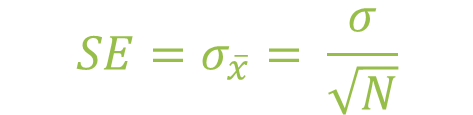 SE = σ_x̄ = σ / √N